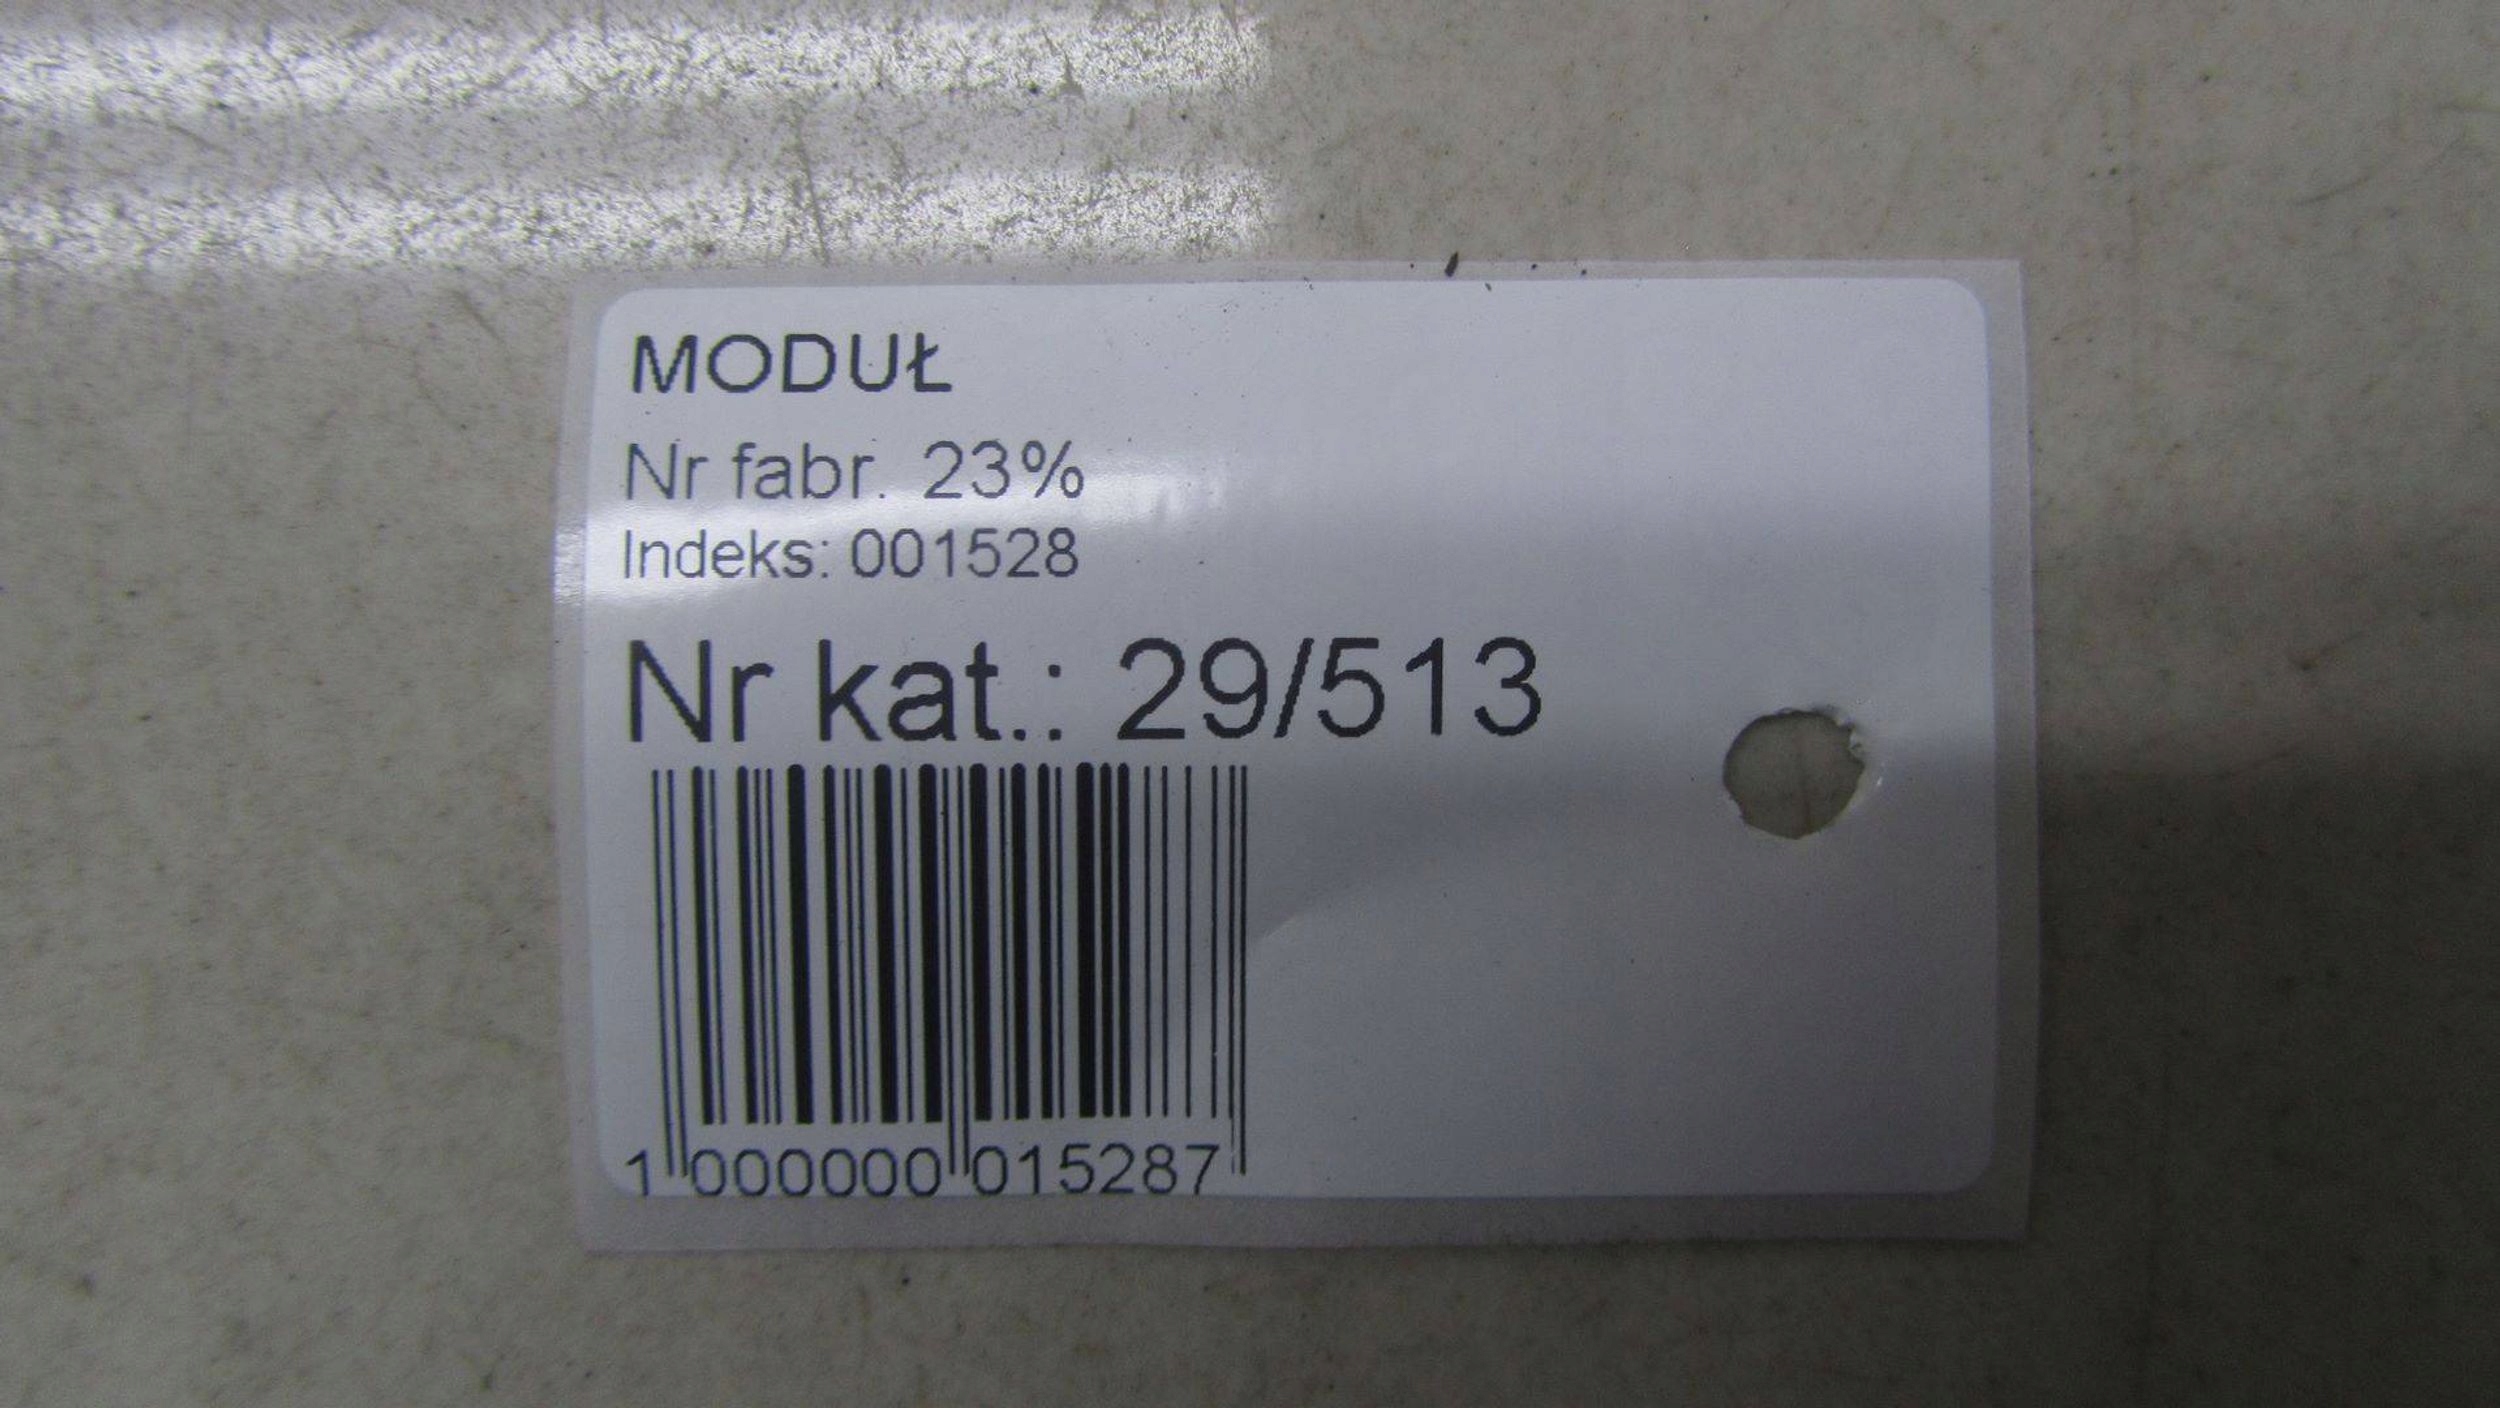 MODUŁ
Nr fabr. 23%
Indeks: 001528
Nr kat.: 29/513
1 000000 015287